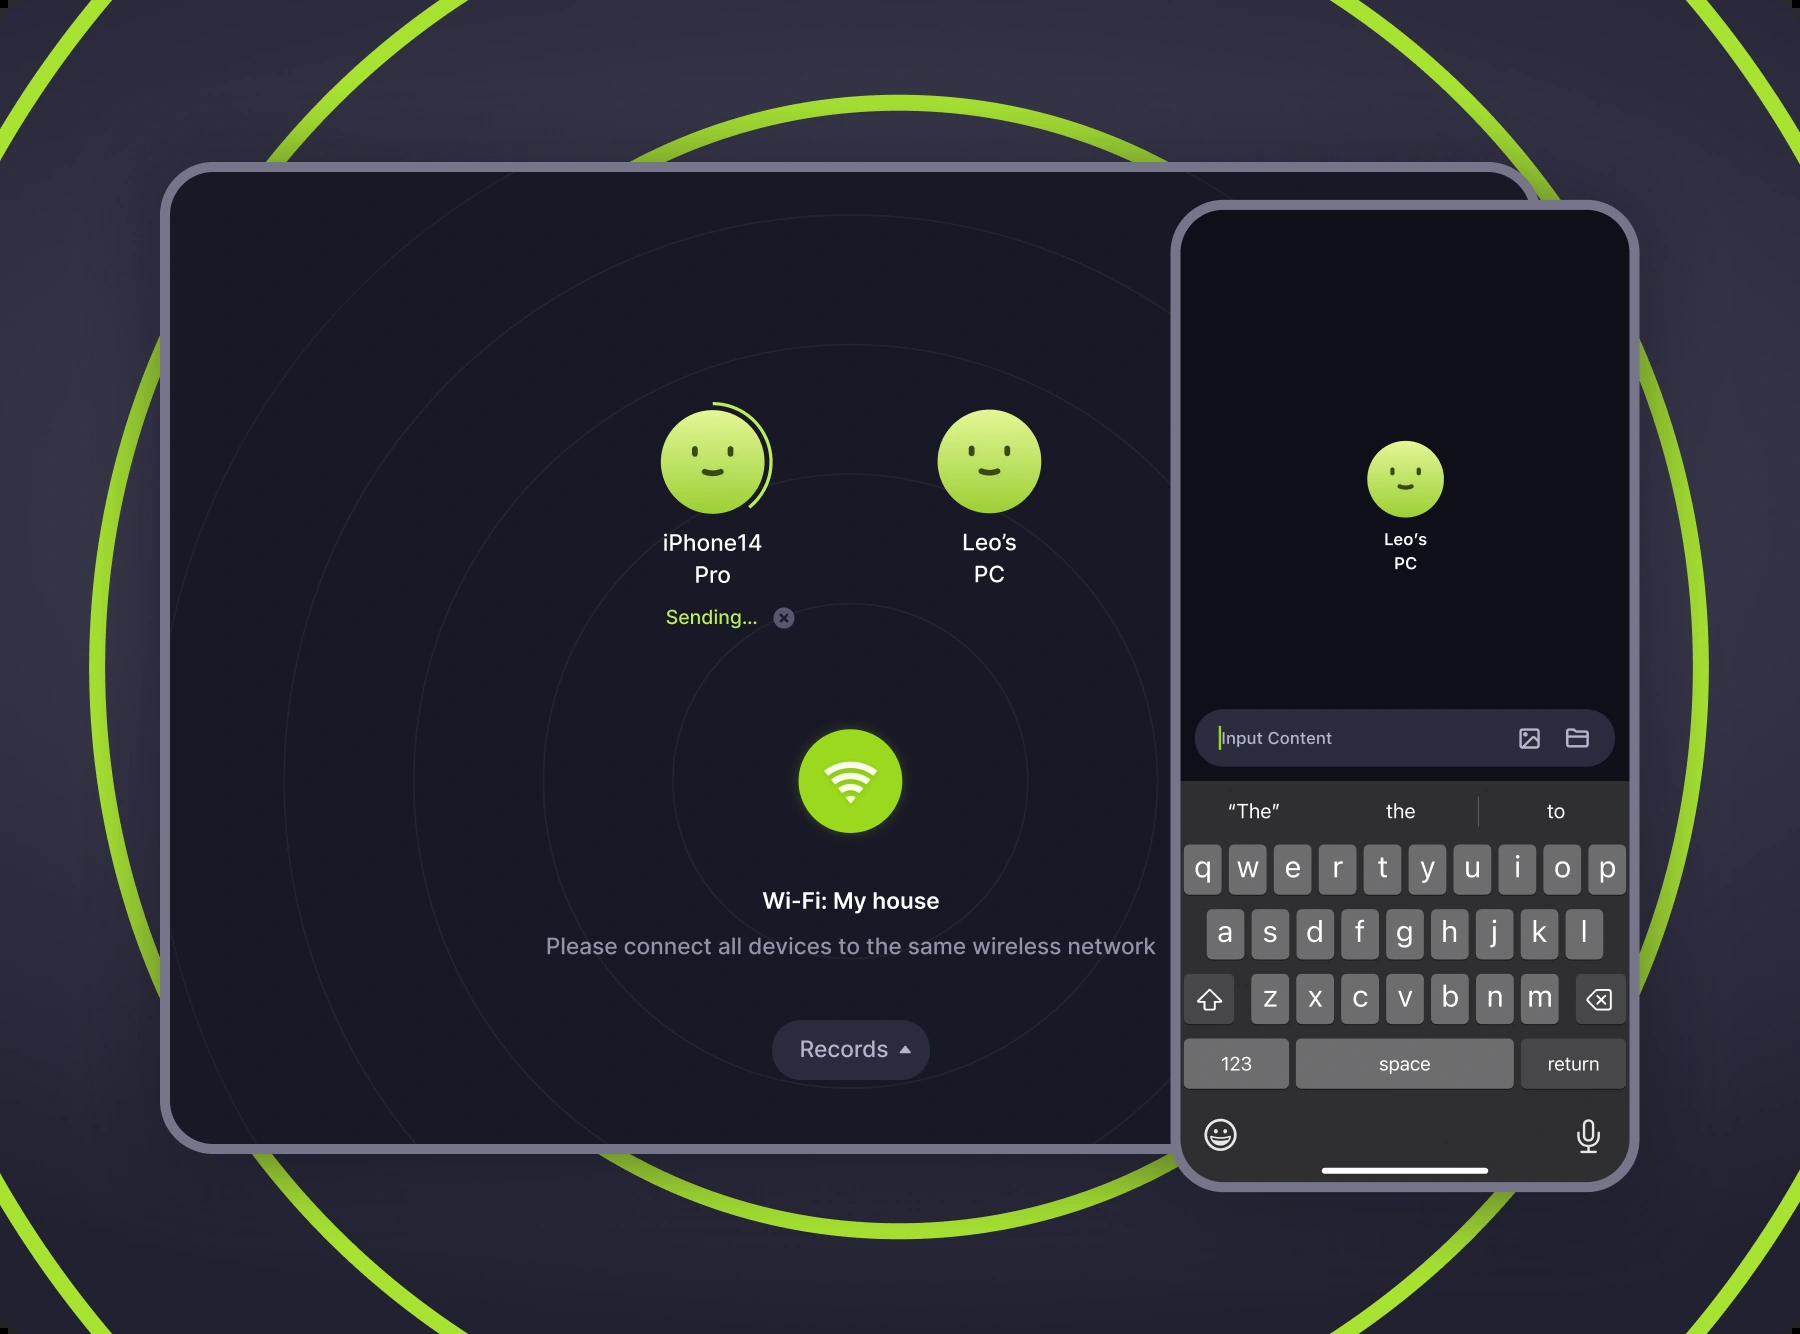 iPhone14
Pro
Sending...
Leo’s
PC
Wi-Fi: My house
Please connect all devices to the same wireless network
Records
Leo’s
PC
Input Content
“The” the to
q w e r t y u i o p
a s d f g h j k l
z x c v b n m
123 space return